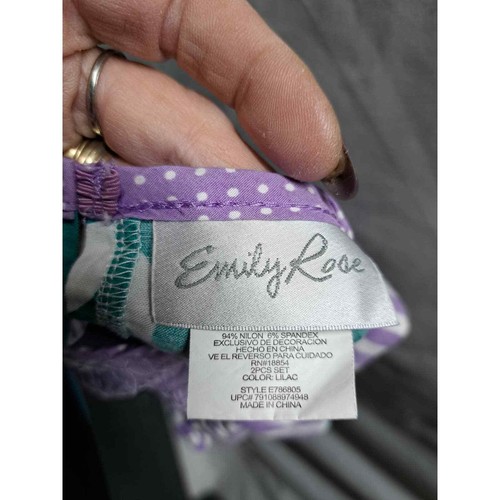 Emily Rose
94% NILON 6% SPANDEX
EXCLUSIVO DE DECORACION
HECHO EN CHINA
VE EL REVERSO PARA CUIDADO
RN#18854
2PCS SET
COLOR: LILAC
STYLE E786805
UPC# 791088974948
MADE IN CHINA